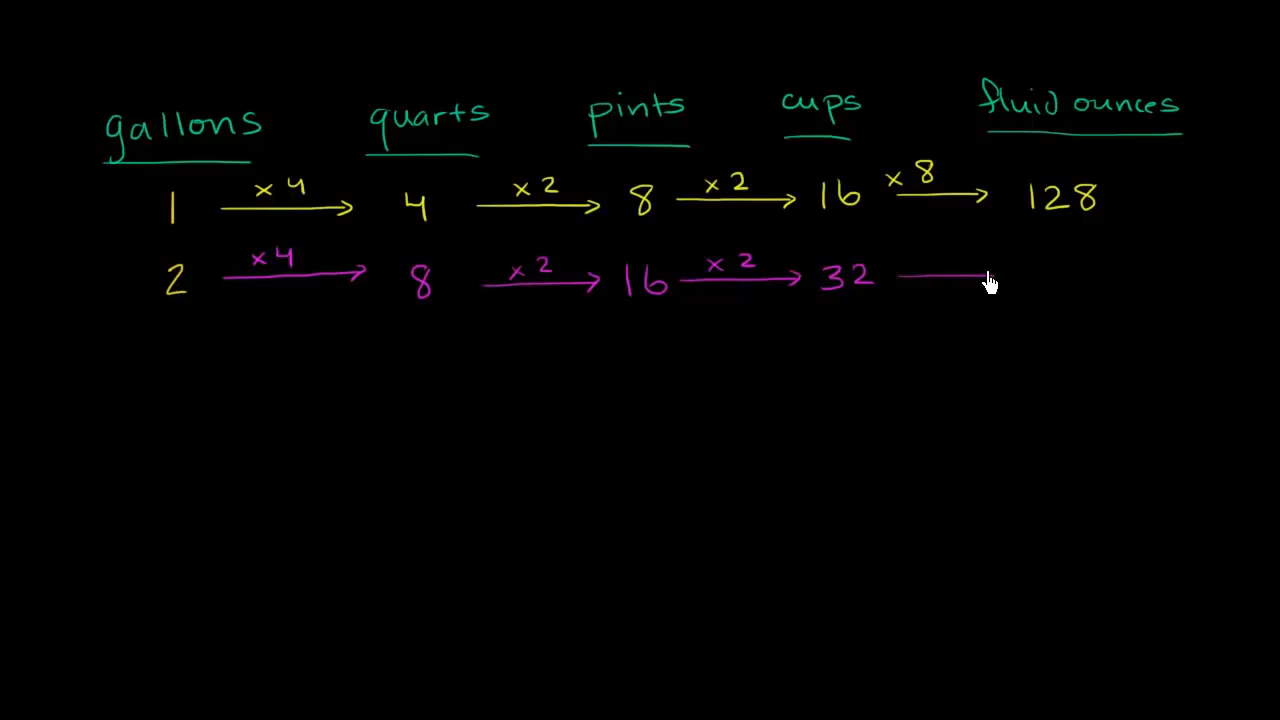 gallons quarts pints cups fluid ounces
1 x 4 → 4 x 2 → 8 x 2 → 16 x 8 → 128
2 x 4 → 8 x 2 → 16 x 2 → 32